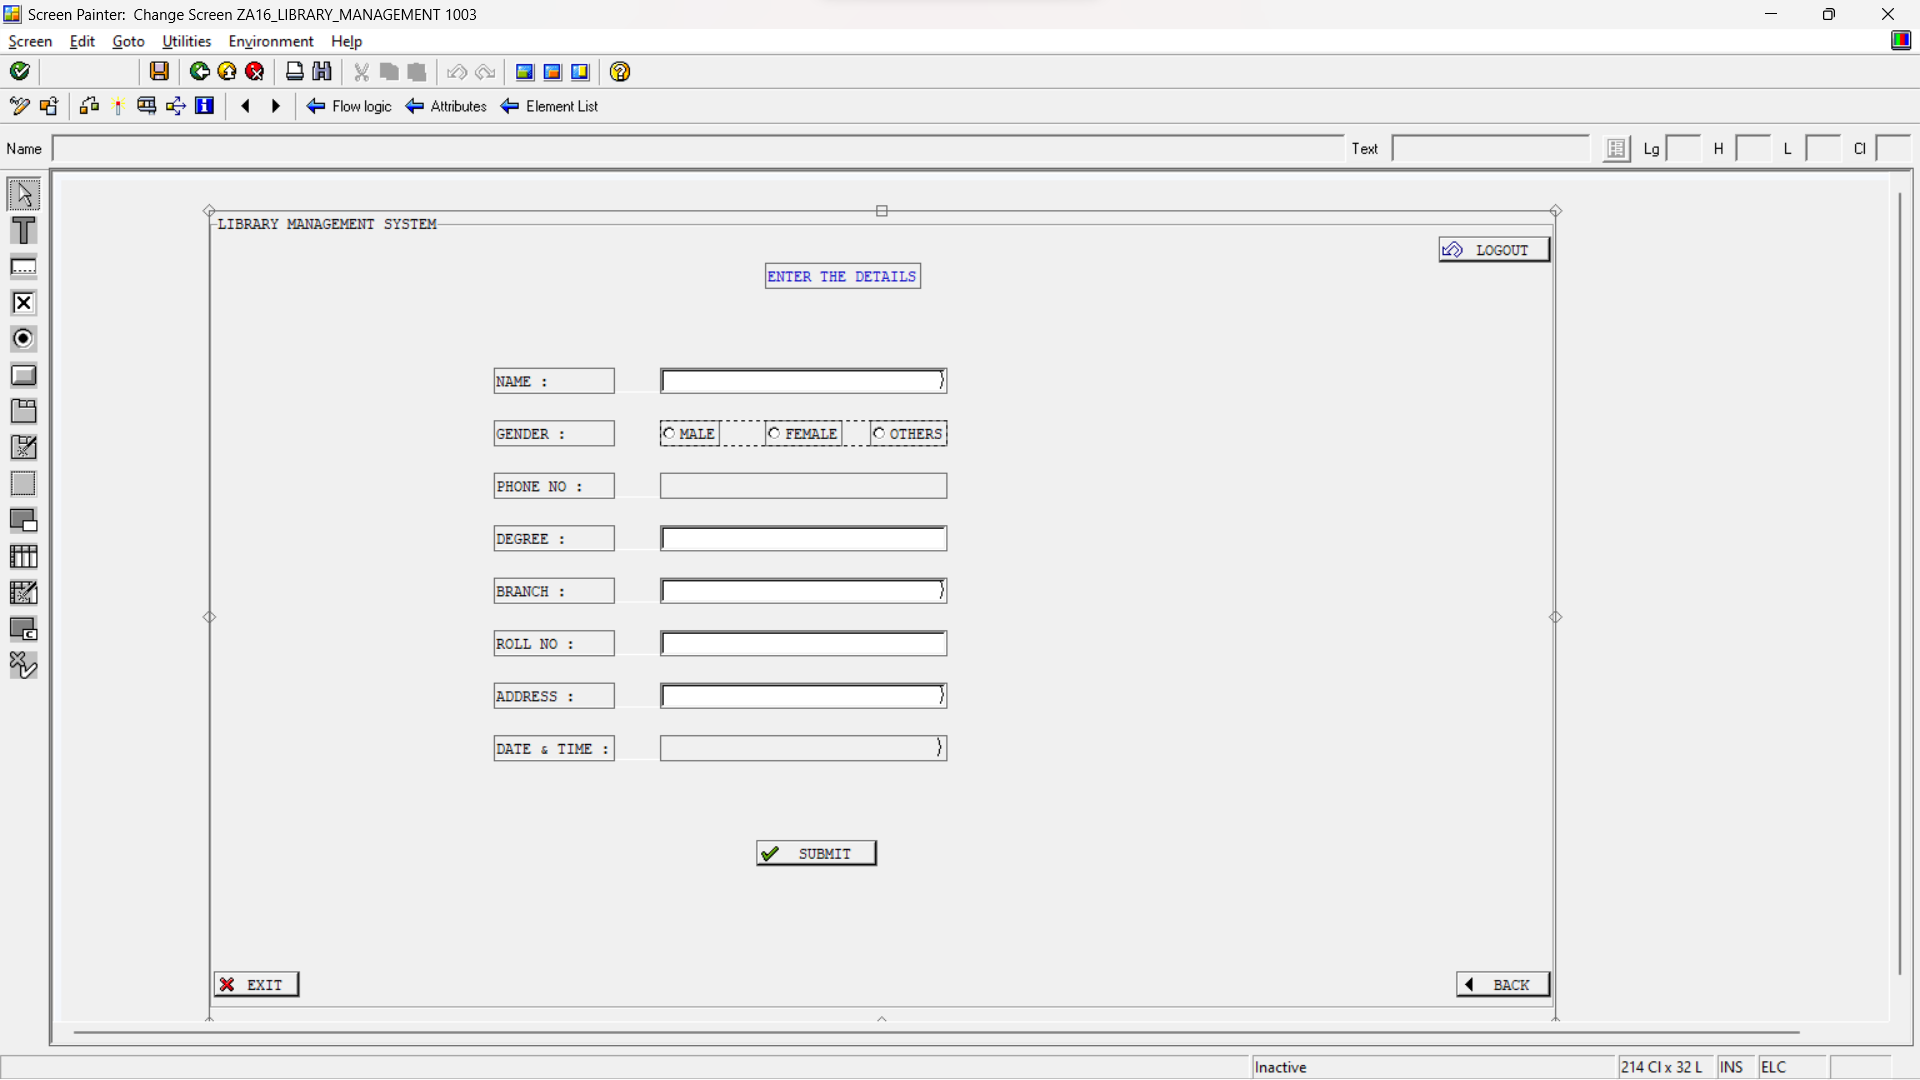 Screen Painter: Change Screen ZA16_LIBRARY_MANAGEMENT 1003
Screen Edit Goto Utilities Environment Help
Flow logic Attributes Element List
Name Text Lg H L Cl
LIBRARY MANAGEMENT SYSTEM
LOGOUT
ENTER THE DETAILS
NAME :
GENDER : MALE FEMALE OTHERS
PHONE NO :
DEGREE :
BRANCH :
ROLL NO :
ADDRESS :
DATE & TIME :
SUBMIT
EXIT BACK
Inactive 214 Cl x 32 L INS ELC